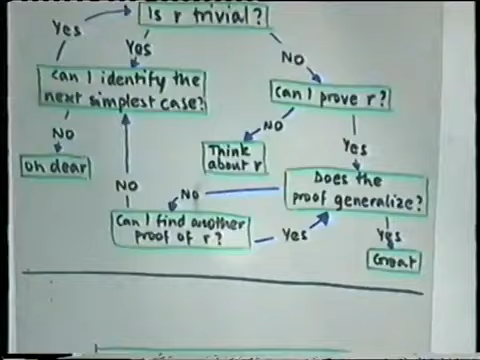 Is r trivial?
Yes
Yes
No
Can I identify the
next simplest case?
Can I prove r?
No
No
Yes
Oh dear
Think
about r
Does the
proof generalize?
No
No
Can I find another
proof of r?
Yes
Yes
Great